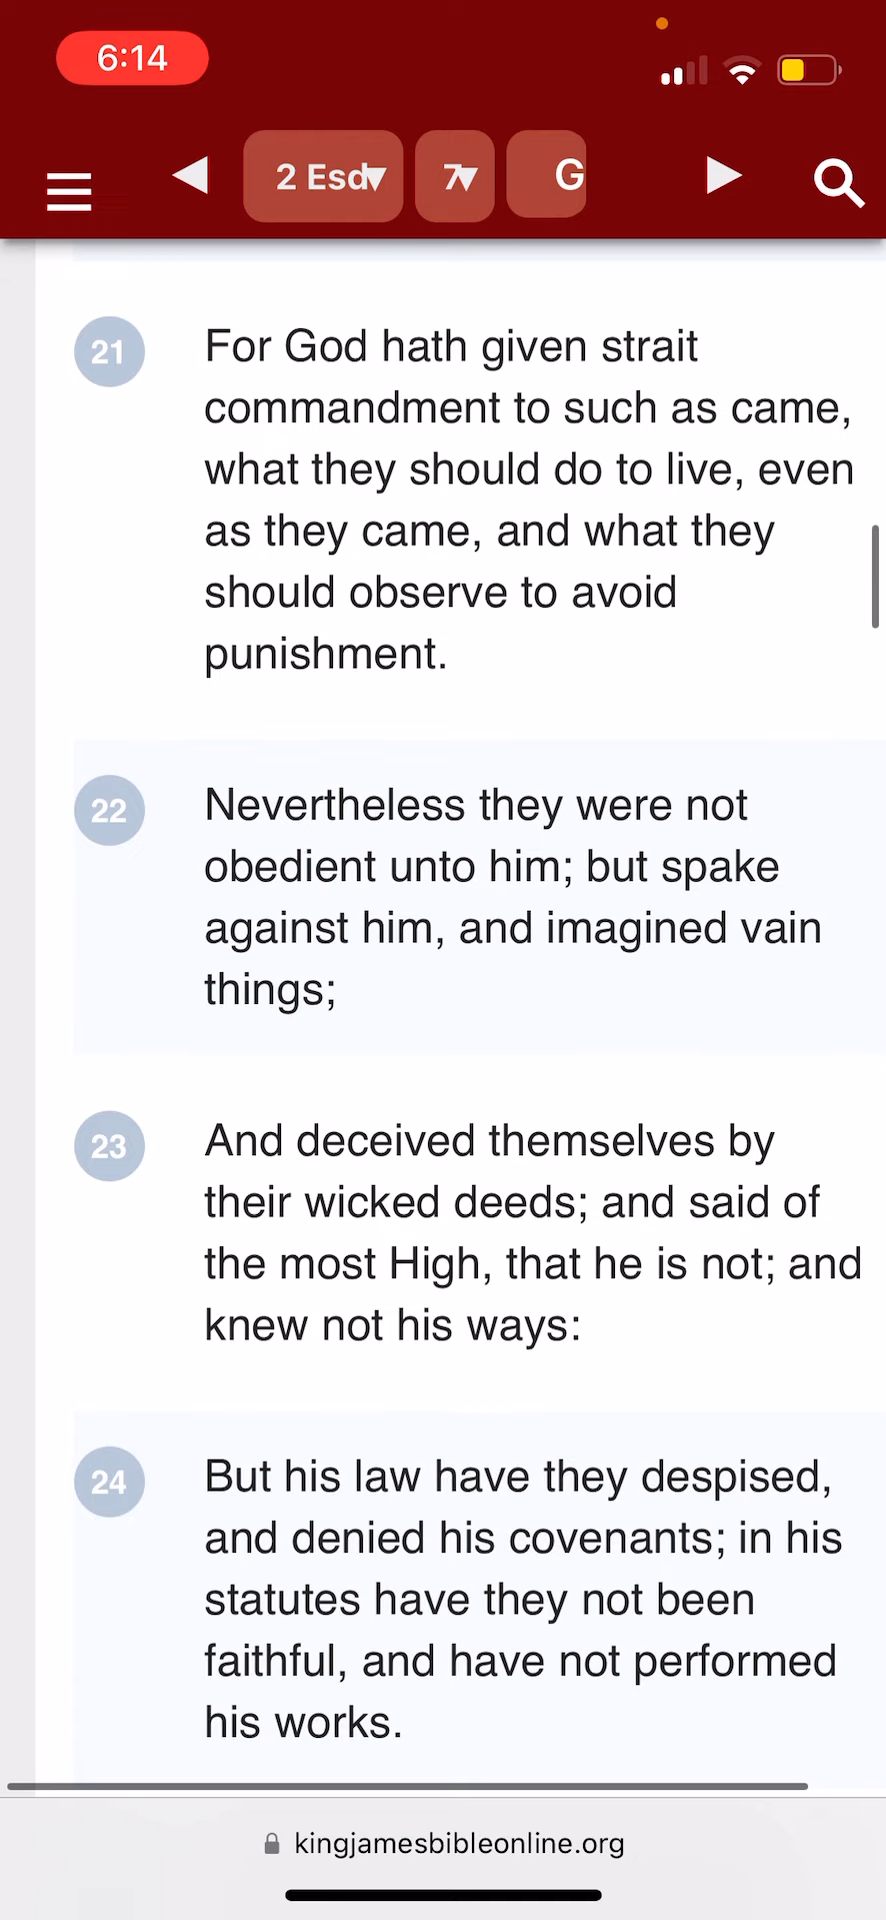 6:14
2 Esd 7 G
21 For God hath given strait
commandment to such as came,
what they should do to live, even
as they came, and what they
should observe to avoid
punishment.
22 Nevertheless they were not
obedient unto him; but spake
against him, and imagined vain
things;
23 And deceived themselves by
their wicked deeds; and said of
the most High, that he is not; and
knew not his ways:
24 But his law have they despised,
and denied his covenants; in his
statutes have they not been
faithful, and have not performed
his works.
kingjamesbibleonline.org